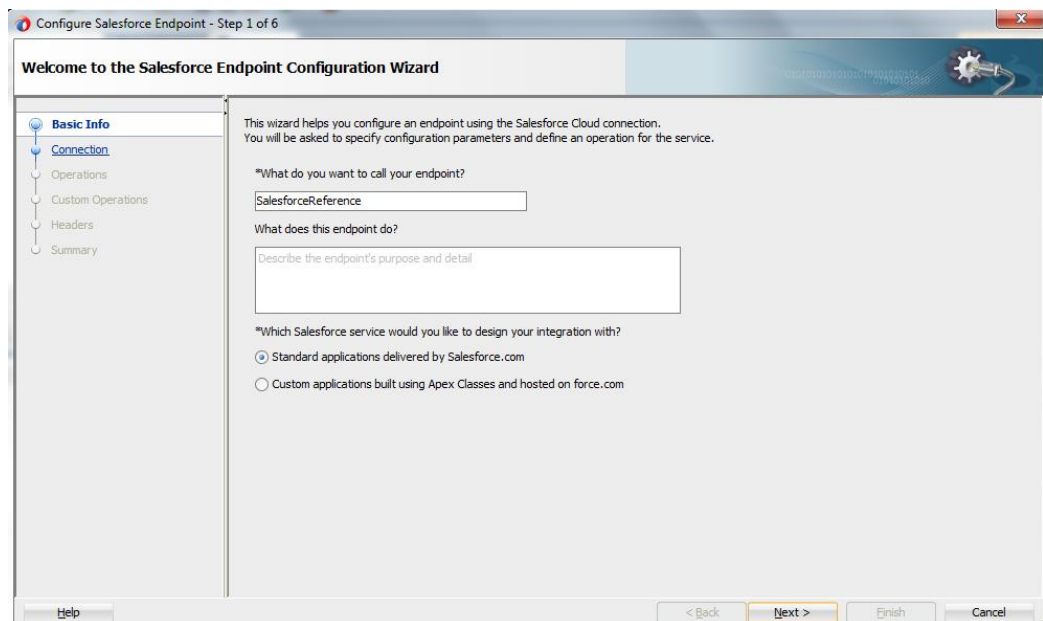 Configure Salesforce Endpoint - Step 1 of 6
Welcome to the Salesforce Endpoint Configuration Wizard
Basic Info
Connection
Operations
Custom Operations
Headers
Summary
This wizard helps you configure an endpoint using the Salesforce Cloud connection.
You will be asked to specify configuration parameters and define an operation for the service.
*What do you want to call your endpoint?
SalesforceReference
What does this endpoint do?
Describe the endpoint's purpose and detail
*Which Salesforce service would you like to design your integration with?
Standard applications delivered by Salesforce.com
Custom applications built using Apex Classes and hosted on force.com
Help
< Back
Next >
Finish
Cancel